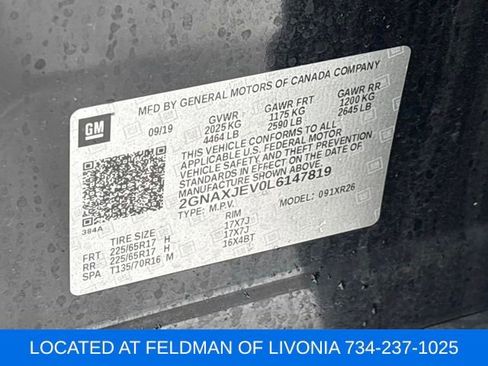 MFD BY GENERAL MOTORS OF CANADA COMPANY
GM 09/19 GVWR GAWR FRT GAWR RR
2025 KG 1175 KG 1200 KG
4464 LB 2590 LB 2645 LB
THIS VEHICLE CONFORMS TO ALL
APPLICABLE U.S. FEDERAL MOTOR
VEHICLE SAFETY AND THEFT
PREVENTION STANDARDS IN EFFECT
ON THE DATE OF
MANUFACTURE SHOWN ABOVE.
2GNAXJEV0L6147819
TYPE: M.P.V. MODEL: 091XR26
384A
TIRE SIZE RIM
FRT 225/65R17 H 17X7J
RR 225/65R17 H 17X7J
SPA T135/70R16 M 16X4BT
LOCATED AT FELDMAN OF LIVONIA 734-237-1025